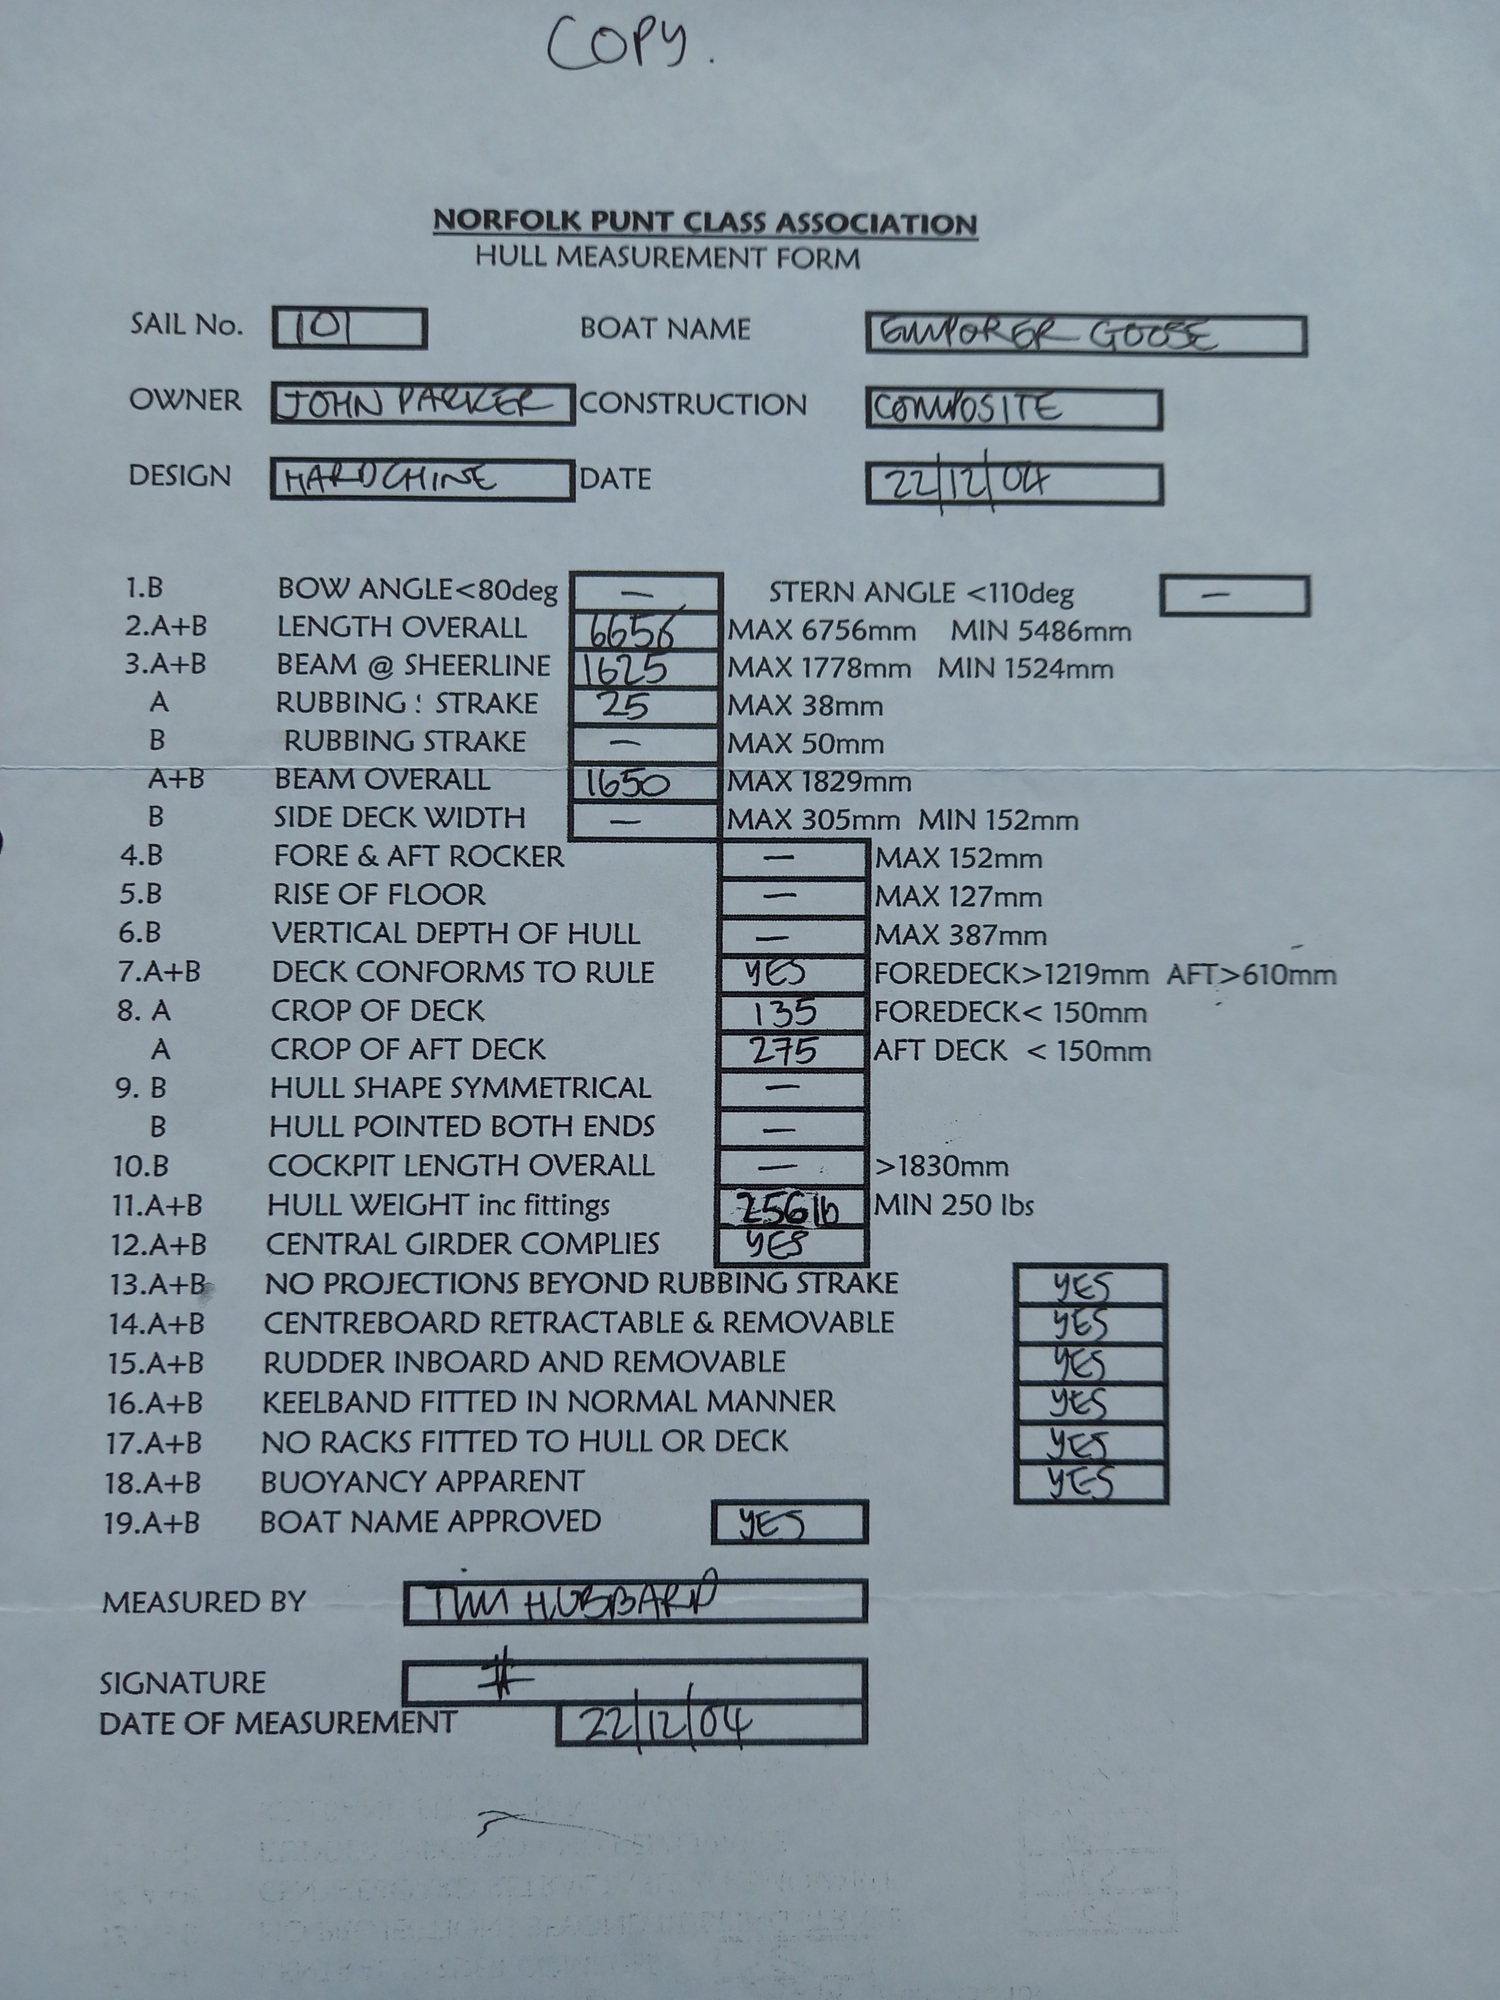 COPY.
NORFOLK PUNT CLASS ASSOCIATION
HULL MEASUREMENT FORM
SAIL No. 101 BOAT NAME EMPORER GOOSE
OWNER JOHN PARKER CONSTRUCTION COMPOSITE
DESIGN HARDCHINE DATE 22/12/04
1.B BOW ANGLE<80deg — STERN ANGLE <110deg —
2.A+B LENGTH OVERALL 6656 MAX 6756mm MIN 5486mm
3.A+B BEAM @ SHEERLINE 1625 MAX 1778mm MIN 1524mm
A RUBBING : STRAKE 25 MAX 38mm
B RUBBING STRAKE — MAX 50mm
A+B BEAM OVERALL 1650 MAX 1829mm
B SIDE DECK WIDTH — MAX 305mm MIN 152mm
4.B FORE & AFT ROCKER — MAX 152mm
5.B RISE OF FLOOR — MAX 127mm
6.B VERTICAL DEPTH OF HULL — MAX 387mm
7.A+B DECK CONFORMS TO RULE YES FOREDECK>1219mm AFT>610mm
8. A CROP OF DECK 135 FOREDECK< 150mm
A CROP OF AFT DECK 275 AFT DECK < 150mm
9. B HULL SHAPE SYMMETRICAL —
B HULL POINTED BOTH ENDS —
10.B COCKPIT LENGTH OVERALL — >1830mm
11.A+B HULL WEIGHT inc fittings 256lb MIN 250 lbs
12.A+B CENTRAL GIRDER COMPLIES YES
13.A+B NO PROJECTIONS BEYOND RUBBING STRAKE YES
14.A+B CENTREBOARD RETRACTABLE & REMOVABLE YES
15.A+B RUDDER INBOARD AND REMOVABLE YES
16.A+B KEELBAND FITTED IN NORMAL MANNER YES
17.A+B NO RACKS FITTED TO HULL OR DECK YES
18.A+B BUOYANCY APPARENT YES
19.A+B BOAT NAME APPROVED YES
MEASURED BY TIM HUBBARD
SIGNATURE
DATE OF MEASUREMENT 22/12/04